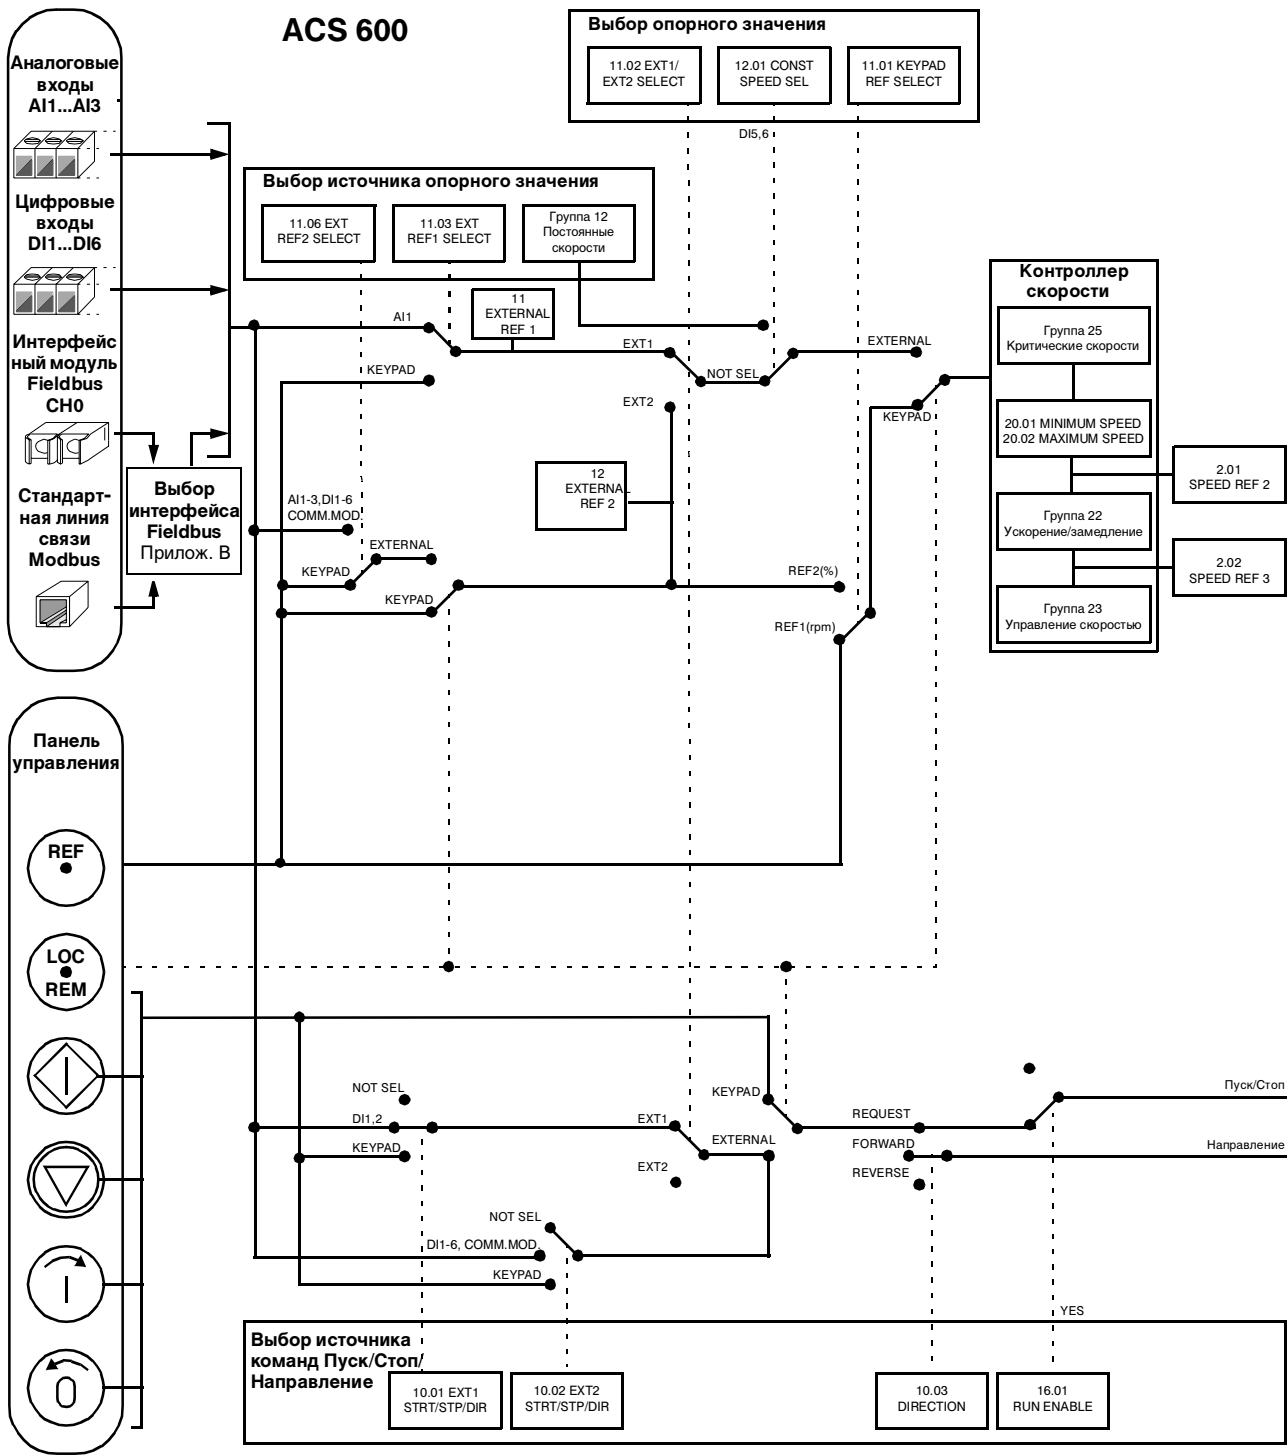 ACS 600
Выбор опорного значения
11.02 EXT1/
EXT2 SELECT
12.01 CONST
SPEED SEL
11.01 KEYPAD
REF SELECT
DI5,6
Аналоговые
входы
AI1...AI3
Цифровые
входы
DI1...DI6
Интерфейс
ный модуль
Fieldbus
CH0
Стандарт-
ная линия
связи
Modbus
Выбор
интерфейса
Fieldbus
Прилож. B
Выбор источника опорного значения
11.06 EXT
REF2 SELECT
11.03 EXT
REF1 SELECT
Группа 12
Постоянные
скорости
11
EXTERNAL
REF 1
AI1
KEYPAD
EXT1
NOT SEL
EXT2
EXTERNAL
KEYPAD
12
EXTERNAL
REF 2
AI1-3,DI1-6
COMM.MOD.
EXTERNAL
KEYPAD
KEYPAD
REF2(%)
REF1(rpm)
Контроллер
скорости
Группа 25
Критические скорости
20.01 MINIMUM SPEED
20.02 MAXIMUM SPEED
2.01
SPEED REF 2
Группа 22
Ускорение/замедление
2.02
SPEED REF 3
Группа 23
Управление скоростью
Панель
управления
REF
LOC
REM
I
I
0
NOT SEL
DI1,2
KEYPAD
EXT1
EXT2
KEYPAD
EXTERNAL
NOT SEL
DI1-6, COMM.MOD.
KEYPAD
REQUEST
FORWARD
REVERSE
Пуск/Стоп
Направление
YES
Выбор источника
команд Пуск/Стоп/
Направление
10.01 EXT1
STRT/STP/DIR
10.02 EXT2
STRT/STP/DIR
10.03
DIRECTION
16.01
RUN ENABLE